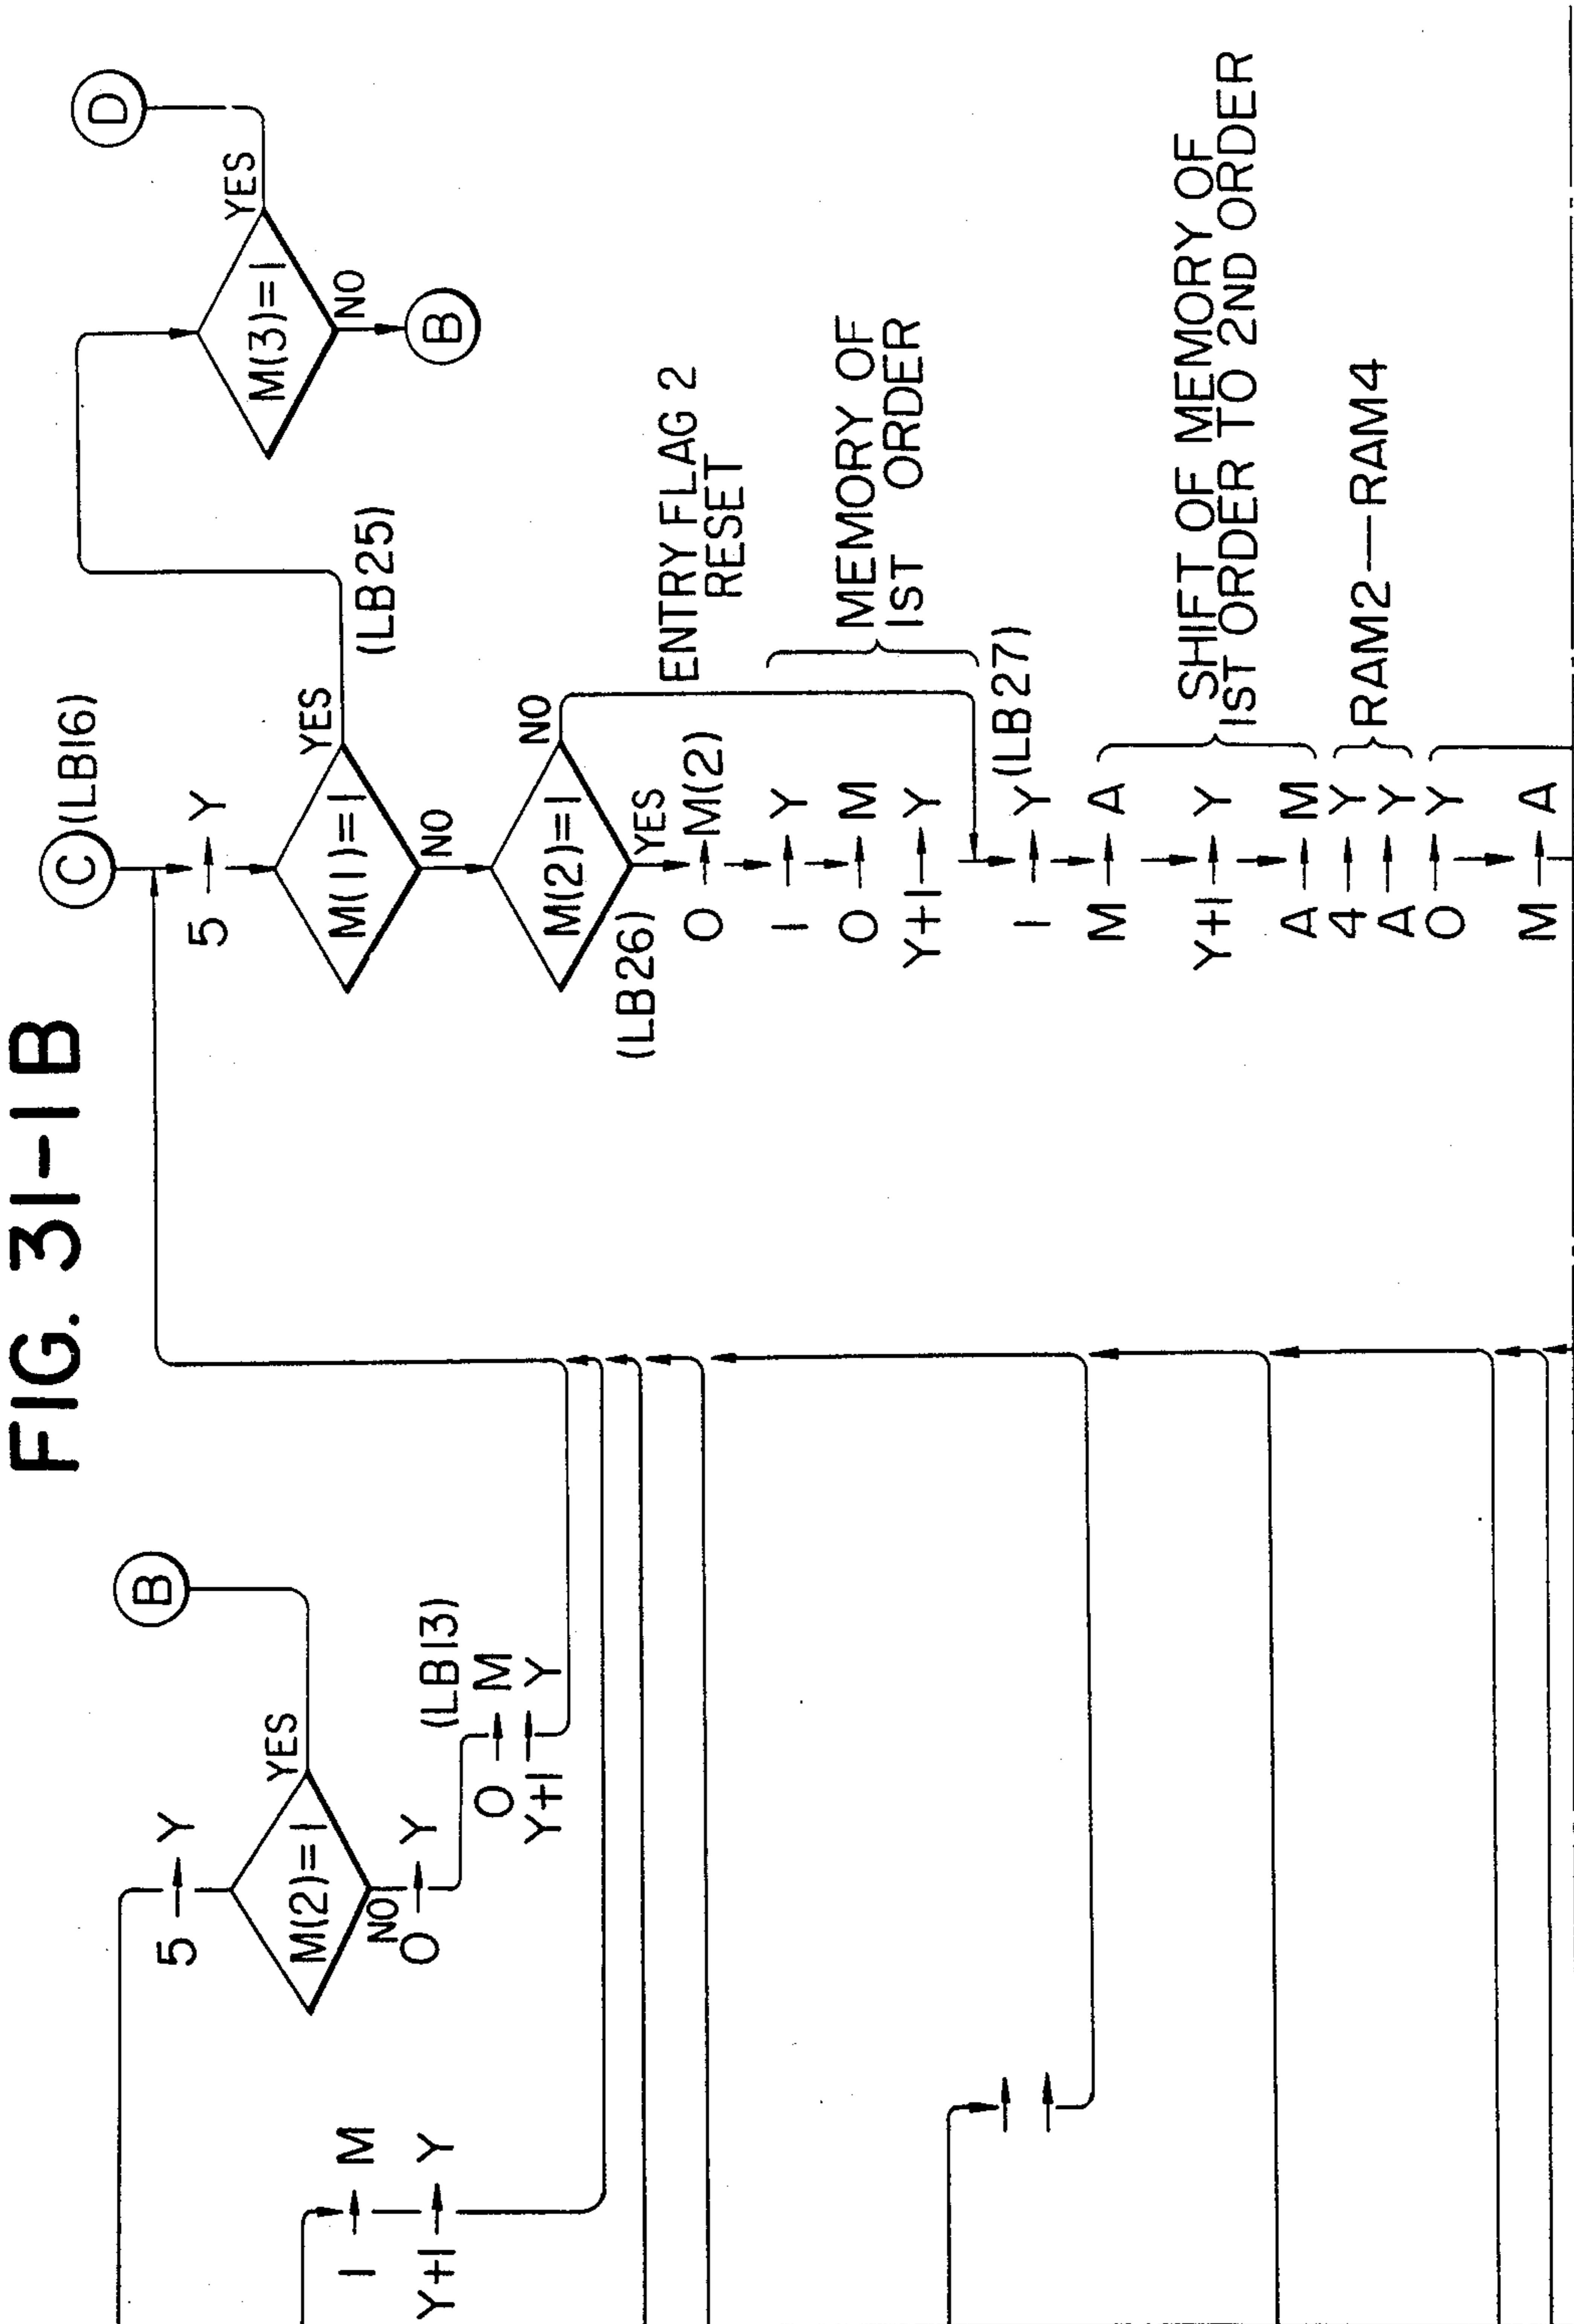 FIG. 31-1B
1 → M
Y+1 → Y
5 → Y
M(2)=1
YES
B
NO
0 → Y
(LB13)
0 → M
Y+1 → Y
C (LB16)
5 → Y
M(1)=1
YES
(LB25)
NO
M(3)=1
YES
D
NO
B
M(2)=1
NO
(LB26)
YES
0 → M(2)
ENTRY FLAG 2
RESET
1 → Y
0 → M
Y+1 → Y
MEMORY OF
1ST ORDER
(LB27)
1 → Y
M → A
Y+1 → Y
A → M
SHIFT OF MEMORY OF
1ST ORDER TO 2ND ORDER
4 → Y
A → Y
RAM2—RAM4
0 → Y
M → A